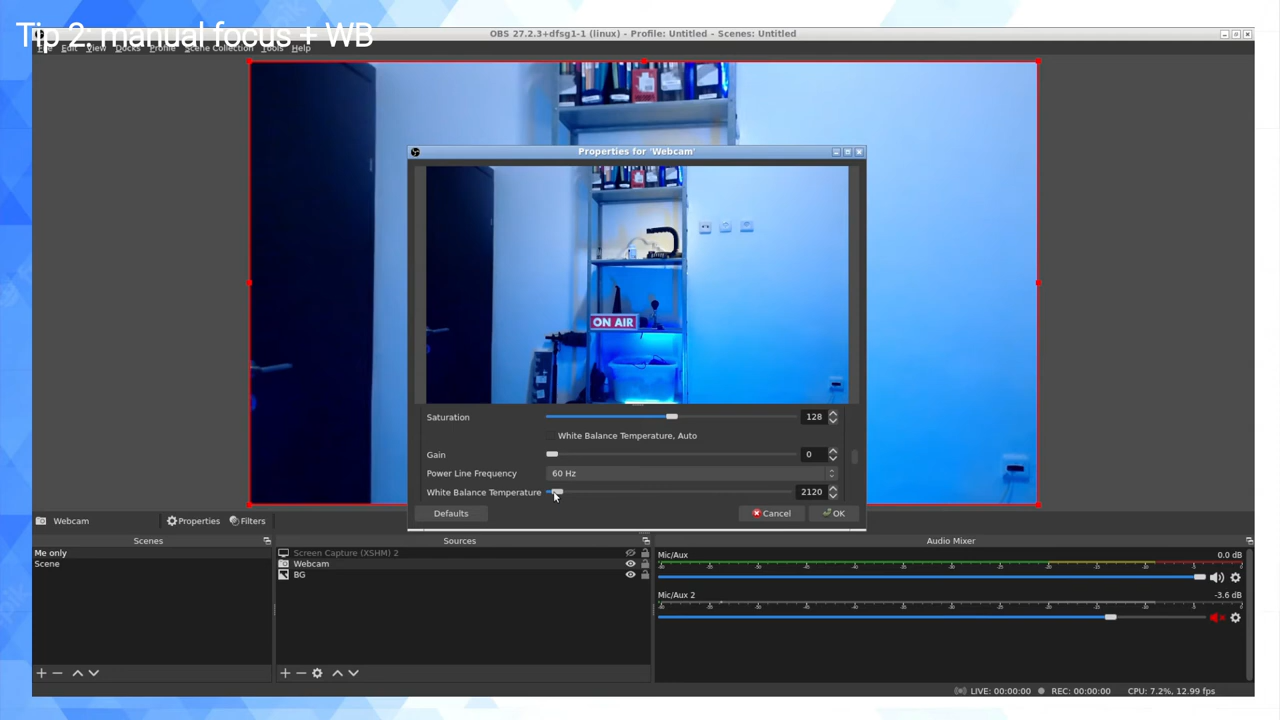 Tip 2: manual focus + WB
OBS 27.2.3+dfsg1-1 (linux) - Profile: Untitled - Scenes: Untitled
File Edit View Docks Profile Scene Collection Tools Help
Properties for 'Webcam'
ON AIR
Saturation 128
White Balance Temperature, Auto
Gain 0
Power Line Frequency 60 Hz
White Balance Temperature 2120
Defaults Cancel OK
Webcam Properties Filters
Scenes Sources Audio Mixer
Me only
Scene
Screen Capture (XSHM) 2
Webcam
BG
Mic/Aux 0.0 dB
Mic/Aux 2 -3.6 dB
LIVE: 00:00:00 REC: 00:00:00 CPU: 7.2%, 12.99 fps